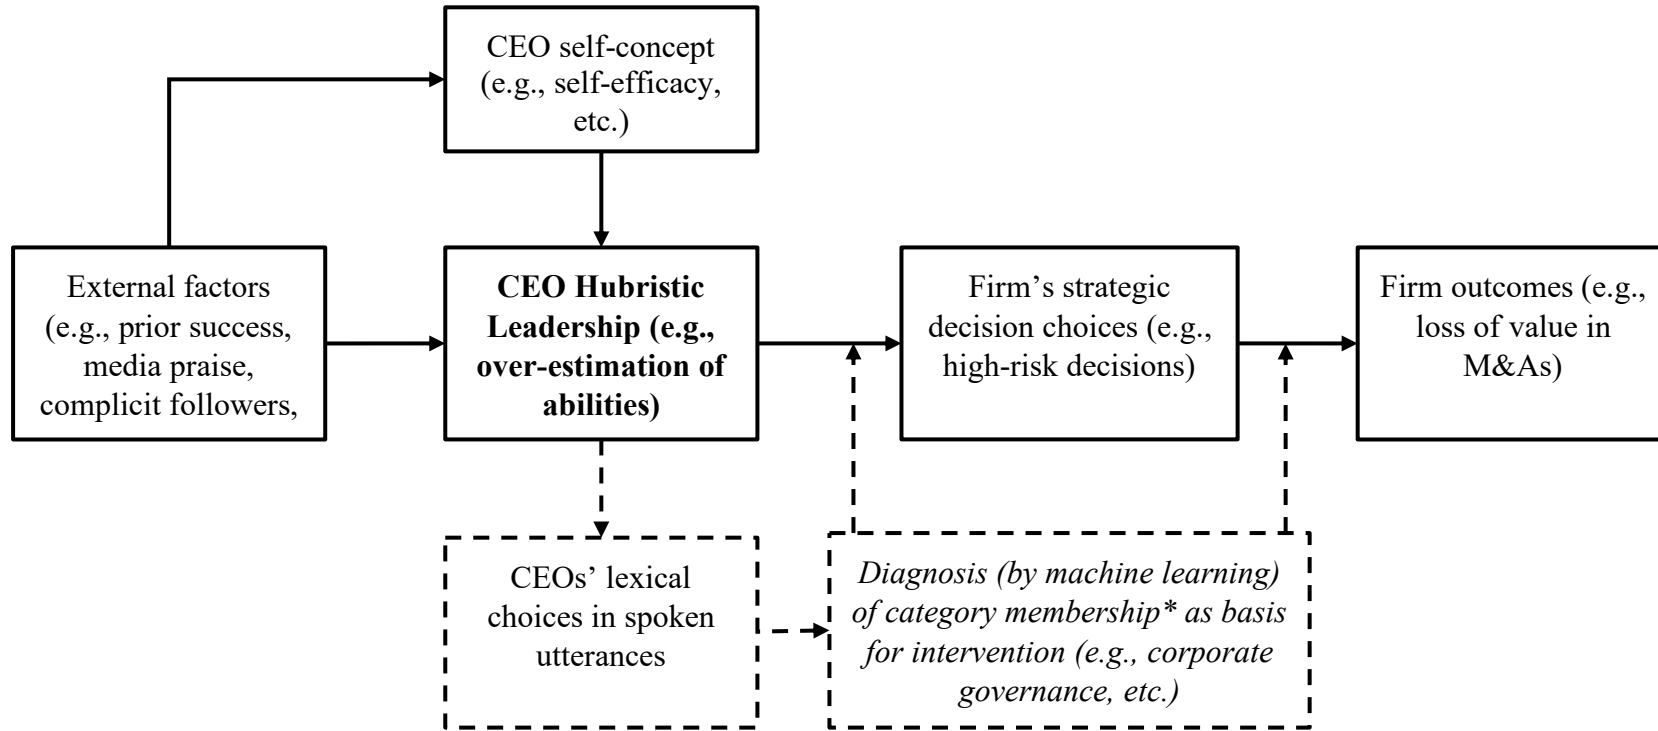 CEO self-concept
(e.g., self-efficacy,
etc.)
External factors
(e.g., prior success,
media praise,
complicit followers,
CEO Hubristic
Leadership (e.g.,
over-estimation of
abilities)
Firm’s strategic
decision choices (e.g.,
high-risk decisions)
Firm outcomes (e.g.,
loss of value in
M&As)
CEOs’ lexical
choices in spoken
utterances
Diagnosis (by machine learning)
of category membership* as basis
for intervention (e.g., corporate
governance, etc.)